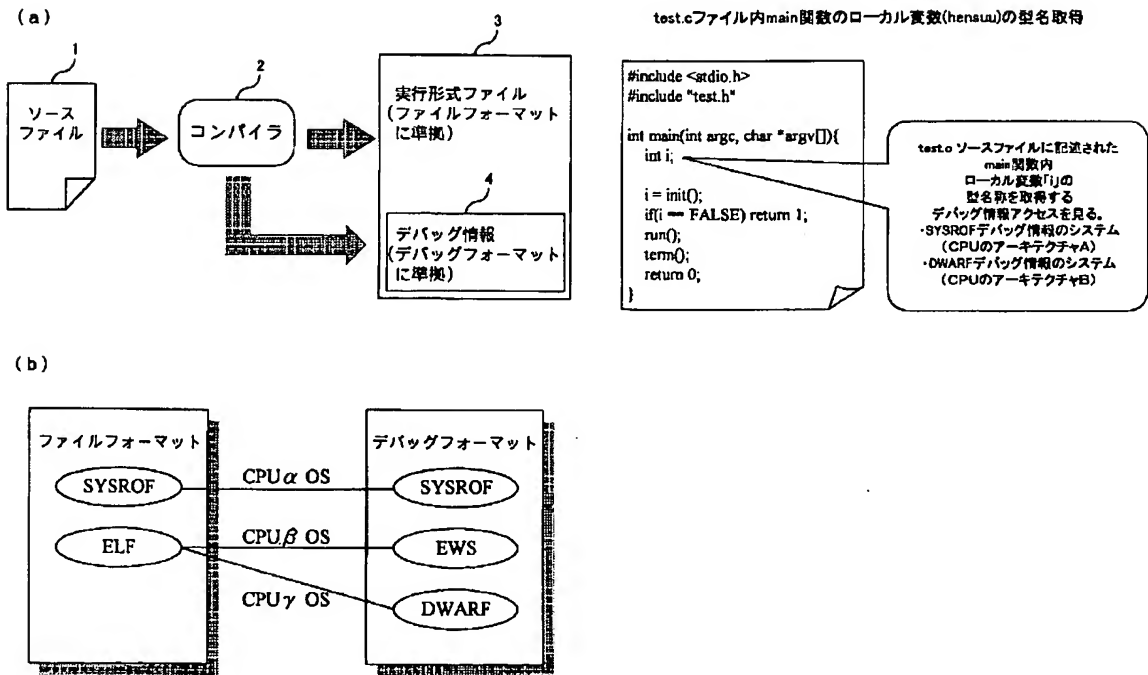 (a)
1
ソース
ファイル
2
コンパイラ
3
実行形式ファイル
(ファイルフォーマット
に準拠)
4
デバッグ情報
(デバッグフォーマット
に準拠)
test.cファイル内main関数のローカル変数(hensuu)の型名取得
#include <stdio.h>
#include "test.h"
int main(int argc, char *argv[]){
int i;
i = init();
if(i == FALSE) return 1;
run();
term();
return 0;
}
test.c ソースファイルに記述された
main関数内
ローカル変数「i」の
型名称を取得する
デバッグ情報アクセスを見る。
・SYSROFデバッグ情報のシステム
(CPUのアーキテクチャA)
・DWARFデバッグ情報のシステム
(CPUのアーキテクチャB)
(b)
ファイルフォーマット
SYSROF
ELF
CPUα OS
CPUβ OS
CPUγ OS
デバッグフォーマット
SYSROF
EWS
DWARF